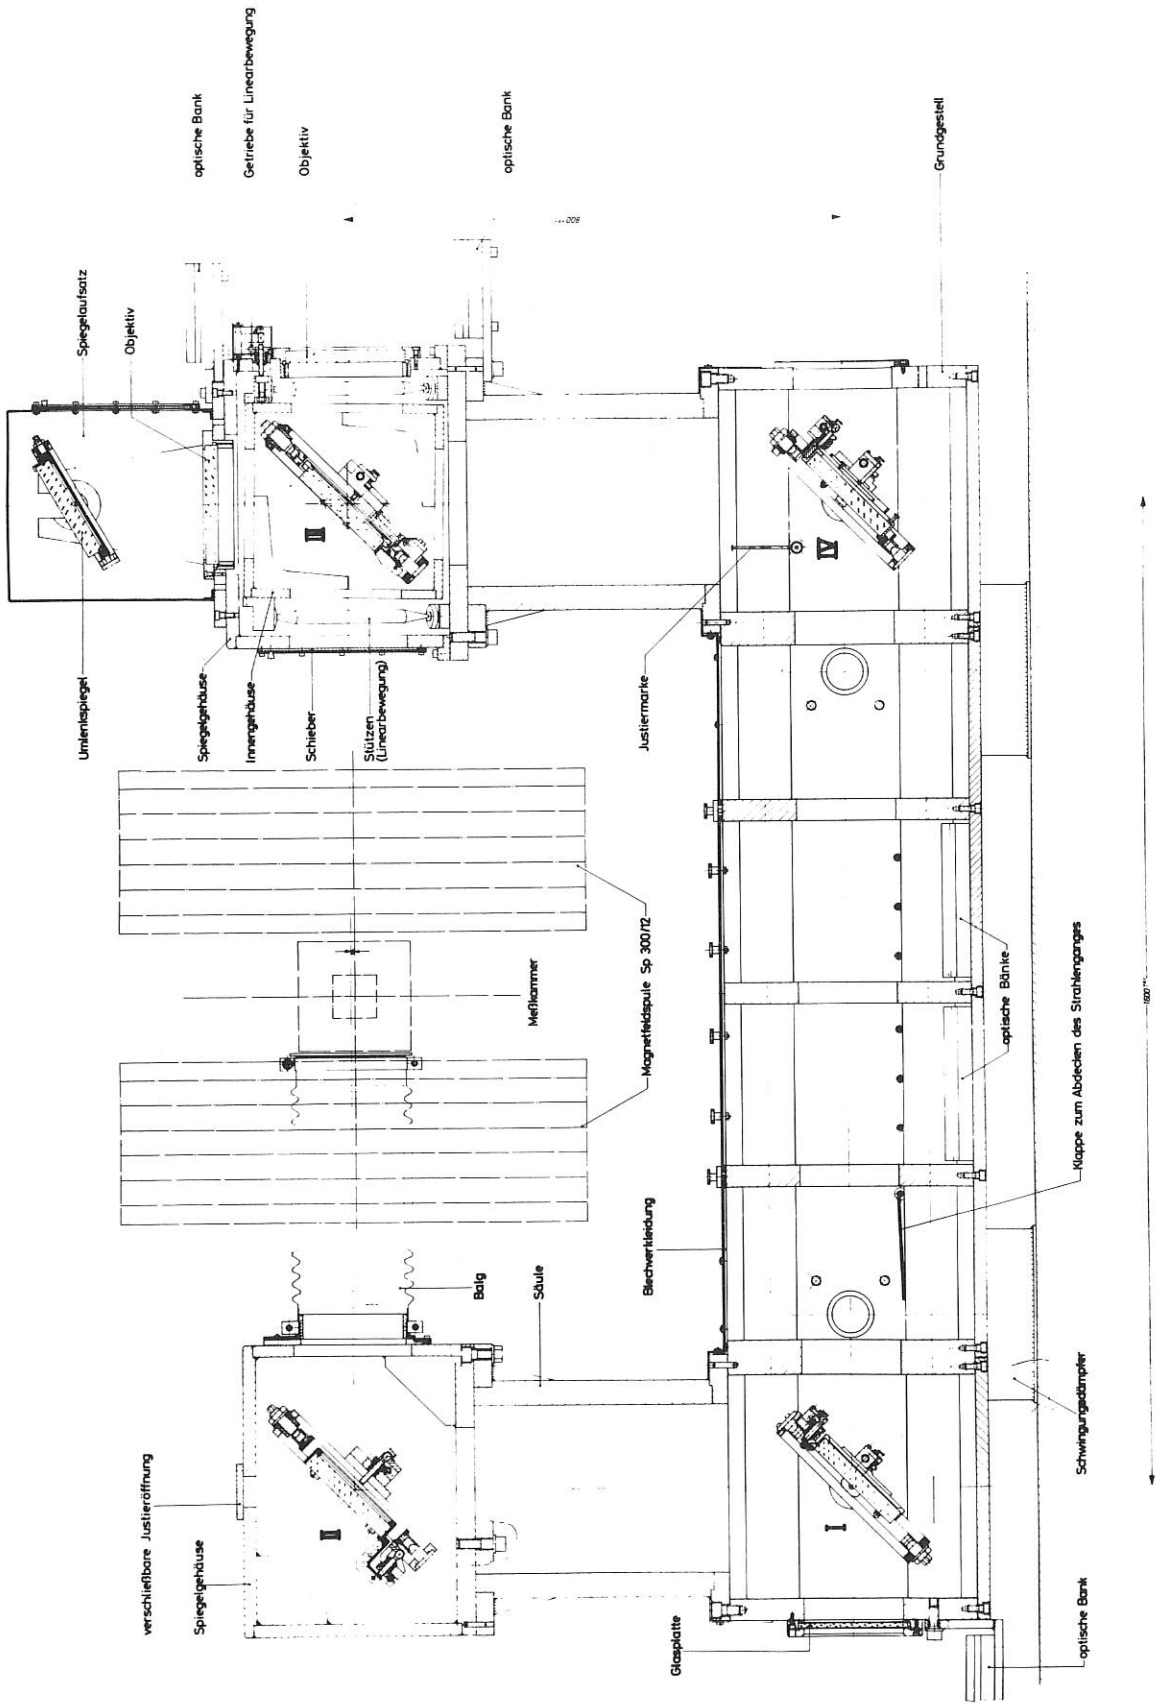 verschließbare Justieröffnung
Spiegelgehäuse
Balg
Säule
Meßkammer
Umlenkspiegel
Spiegelgehäuse
Innengehäuse
Schieber
Stützen
(Linearbewegung)
Spiegelaufsatz
Objektiv
optische Bank
Getriebe für Linearbewegung
Objektiv
optische Bank
II
III
800
Glasplatte
Blechverkleidung
Magnetfeldspule Sp 300/12
Justiermarke
Grundgestell
I
IV
optische Bänke
Klappe zum Abdecken des Strahlenganges
Schwingungsdämpfer
optische Bank
1600